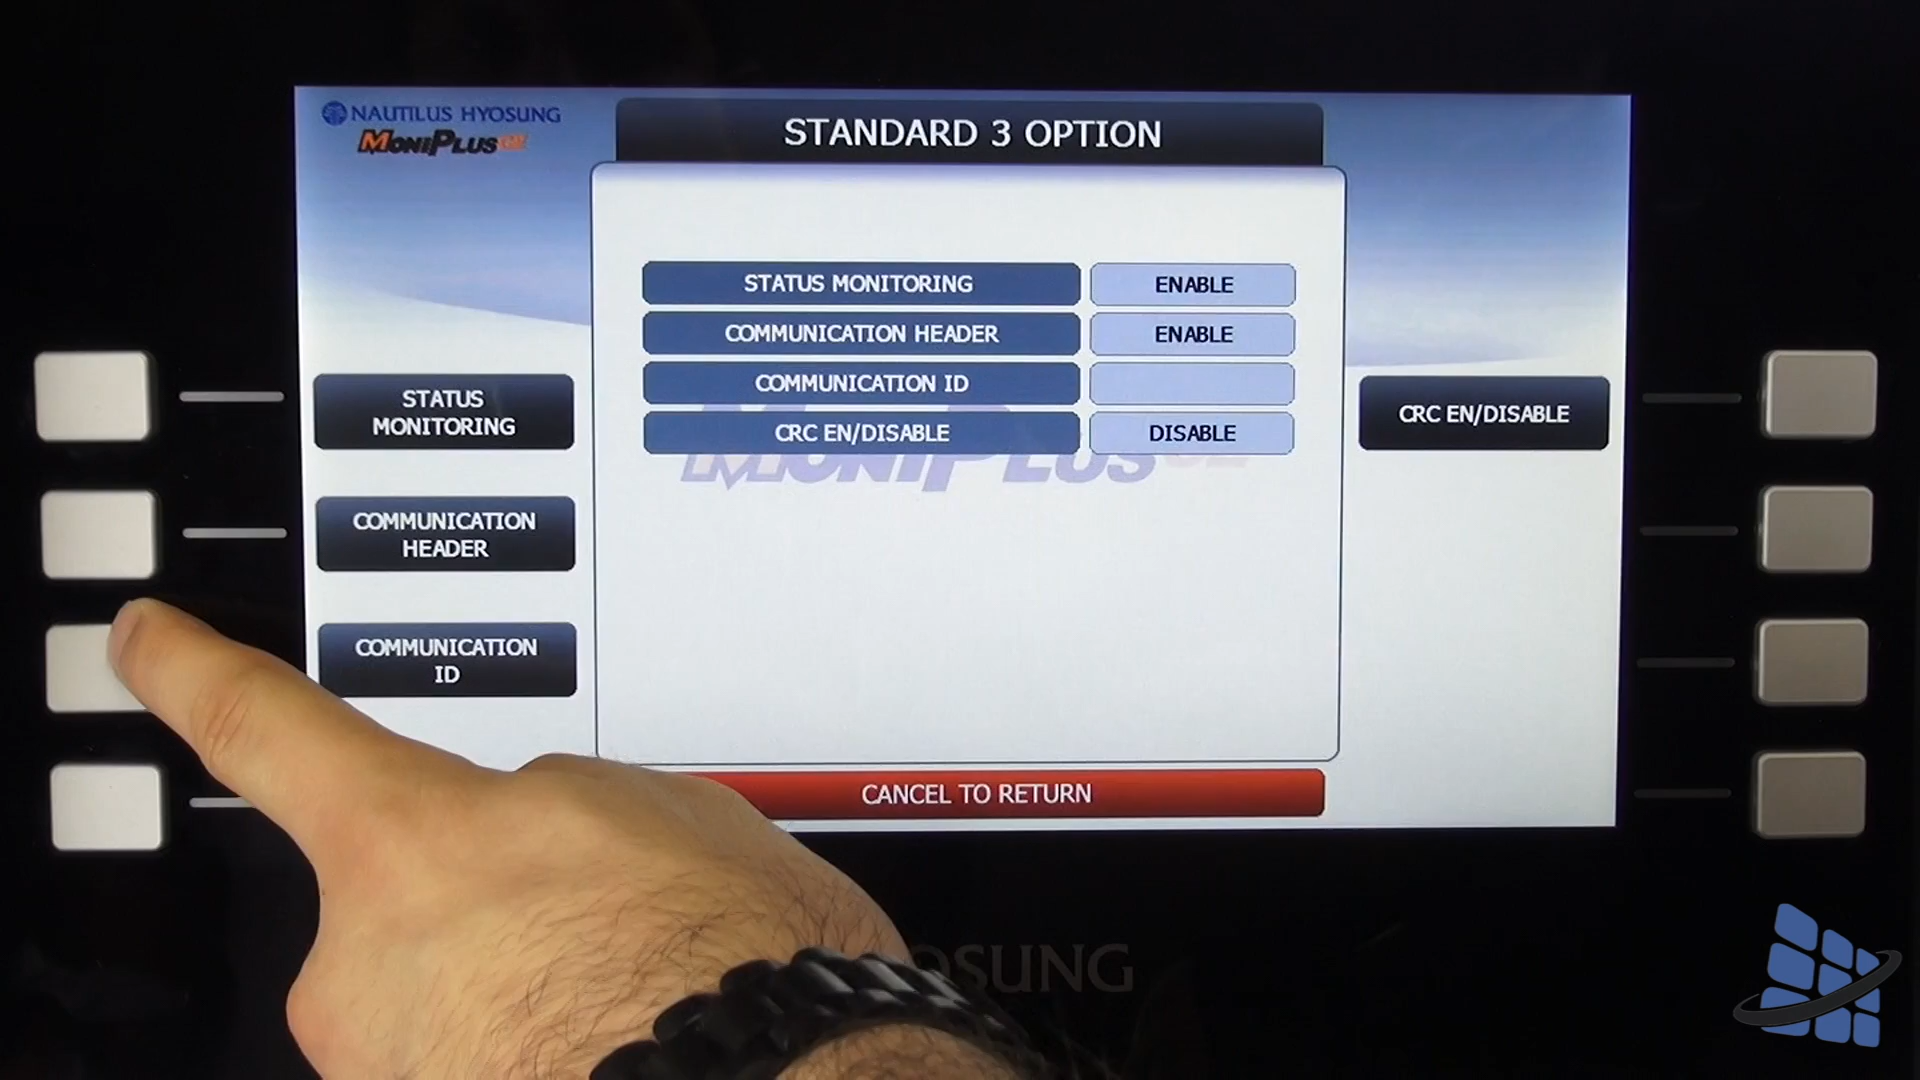 NAUTILUS HYOSUNG
MONIPLUS
STANDARD 3 OPTION
STATUS MONITORING ENABLE
COMMUNICATION HEADER ENABLE
COMMUNICATION ID
CRC EN/DISABLE DISABLE
MONIPLUS
STATUS
MONITORING
COMMUNICATION
HEADER
COMMUNICATION
ID
CRC EN/DISABLE
CANCEL TO RETURN